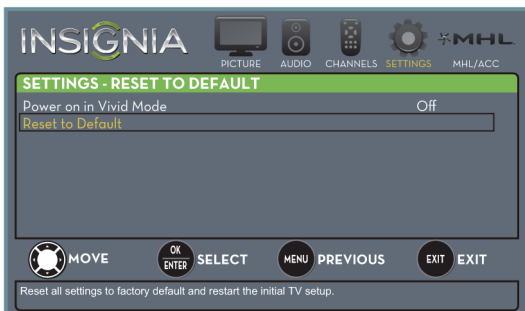 INSIGNIA
PICTURE AUDIO CHANNELS SETTINGS MHL/ACC
MHL
SETTINGS - RESET TO DEFAULT
Power on in Vivid Mode Off
Reset to Default
MOVE OK ENTER SELECT MENU PREVIOUS EXIT EXIT
Reset all settings to factory default and restart the initial TV setup.